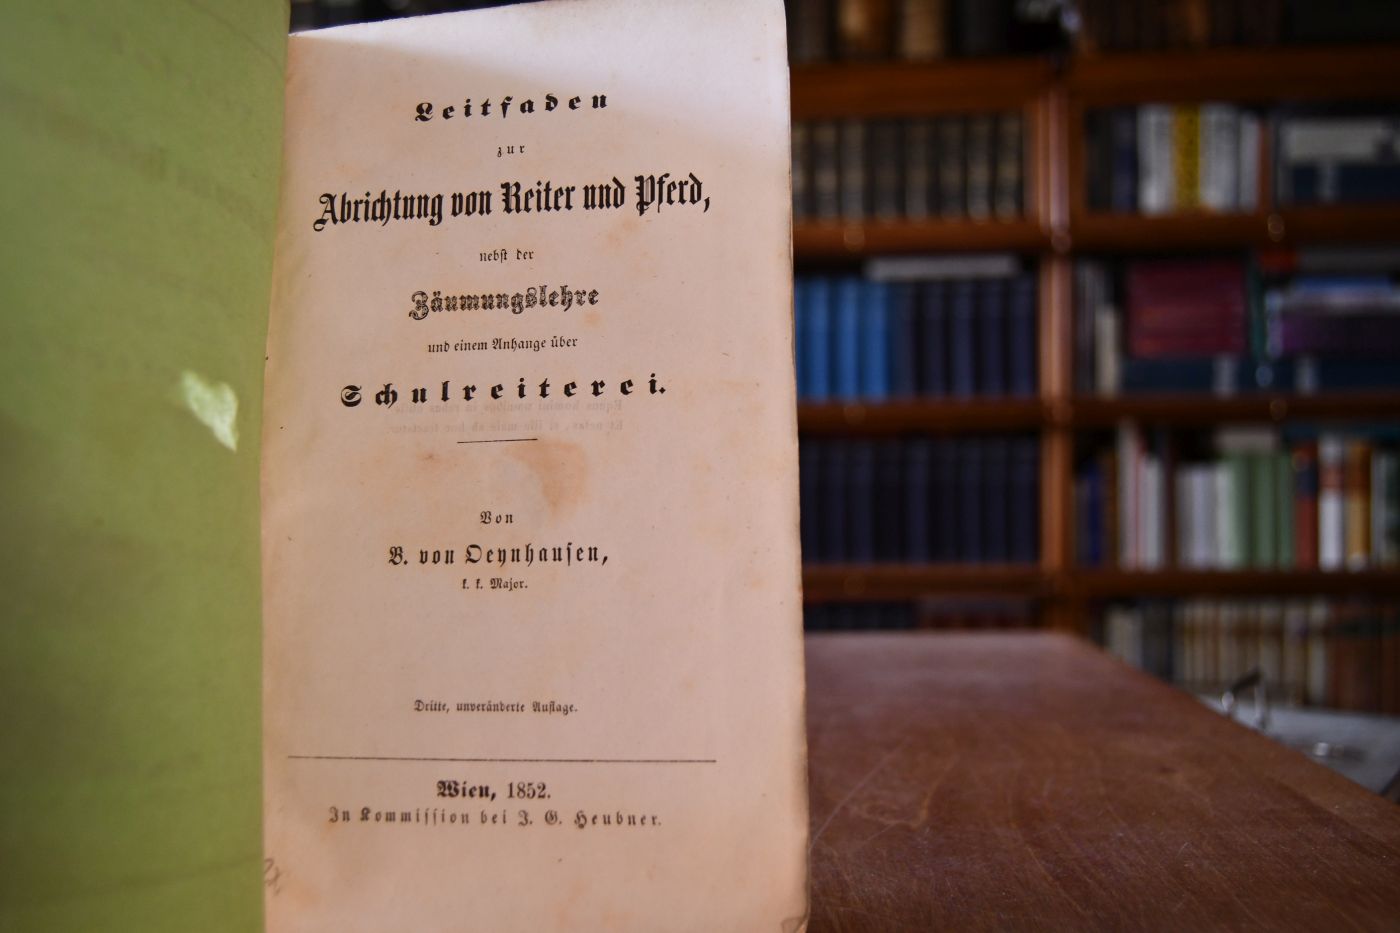 Leitfaden
zur
Abrichtung von Reiter und Pferd,
nebst der
Zäumungslehre
und einem Anhange über
Schulreiterei.
Von
B. von Oeynhausen,
k. k. Major.
Dritte, unveränderte Auflage.
Wien, 1852.
In Kommission bei J. G. Heubner.